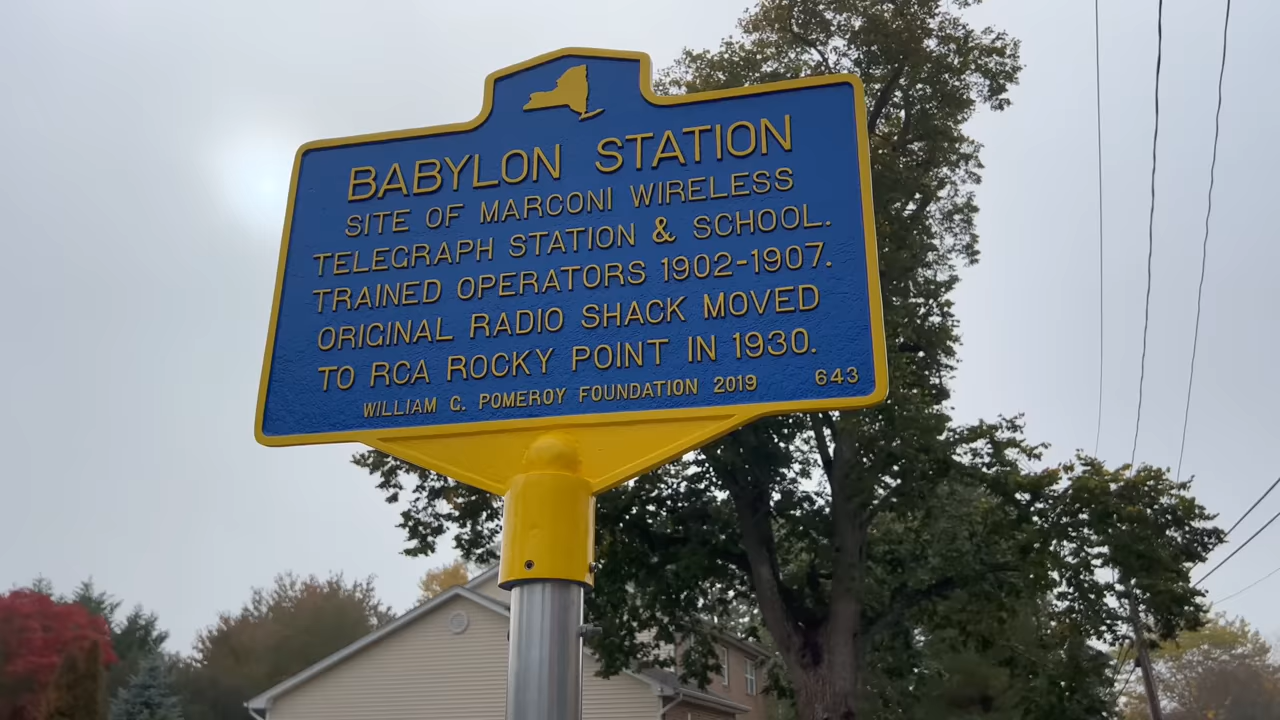 BABYLON STATION
SITE OF MARCONI WIRELESS
TELEGRAPH STATION & SCHOOL.
TRAINED OPERATORS 1902-1907.
ORIGINAL RADIO SHACK MOVED
TO RCA ROCKY POINT IN 1930.
WILLIAM G. POMEROY FOUNDATION 2019 643